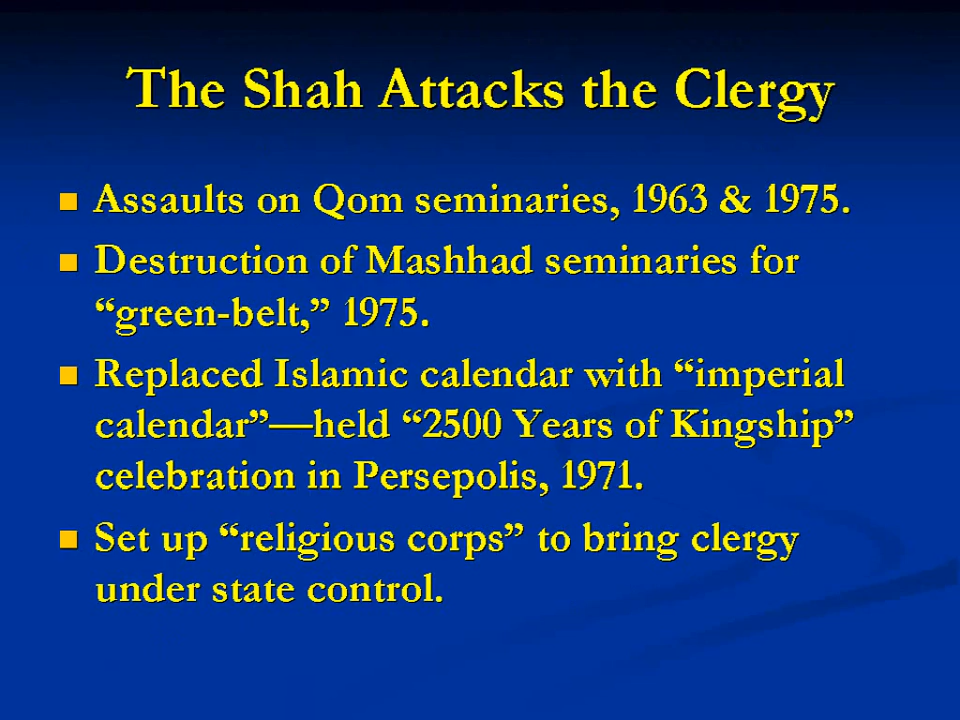 The Shah Attacks the Clergy
Assaults on Qom seminaries, 1963 & 1975.
Destruction of Mashhad seminaries for
“green-belt,” 1975.
Replaced Islamic calendar with “imperial
calendar”—held “2500 Years of Kingship”
celebration in Persepolis, 1971.
Set up “religious corps” to bring clergy
under state control.